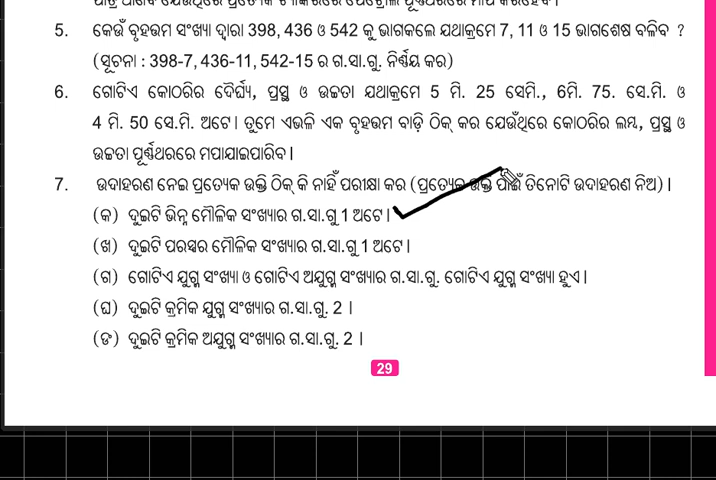 5. କେଉଁ ବୃହତ୍ତମ ସଂଖ୍ୟା ଦ୍ୱାରା 398, 436 ଓ 542 କୁ ଭାଗକଲେ ଯଥାକ୍ରମେ 7, 11 ଓ 15 ଭାଗଶେଷ ବଳିବ ?
(ସୂଚନା : 398-7, 436-11, 542-15 ର ଗ.ସା.ଗୁ. ନିର୍ଣ୍ଣୟ କର)
6. ଗୋଟିଏ କୋଠରିର ଦୈର୍ଘ୍ୟ, ପ୍ରସ୍ଥ ଓ ଉଚ୍ଚତା ଯଥାକ୍ରମେ 5 ମି. 25 ସେମି., 6ମି. 75. ସେ.ମି. ଓ
4 ମି. 50 ସେ.ମି. ଅଟେ। ତୁମେ ଏଭଳି ଏକ ବୃହତ୍ତମ ବାଡ଼ି ଠିକ୍ କର ଯେଉଁଥିରେ କୋଠରିର ଲମ୍ବ, ପ୍ରସ୍ଥ ଓ
ଉଚ୍ଚତା ପୂର୍ଣ୍ଣଥରରେ ମପାଯାଇପାରିବ।
7. ଉଦାହରଣ ନେଇ ପ୍ରତ୍ୟେକ ଉକ୍ତି ଠିକ୍ କି ନାହିଁ ପରୀକ୍ଷା କର (ପ୍ରତ୍ୟେକ ଉକ୍ତି ପାଇଁ ତିନୋଟି ଉଦାହରଣ ନିଅ)।
(କ) ଦୁଇଟି ଭିନ୍ନ ମୌଳିକ ସଂଖ୍ୟାର ଗ.ସା.ଗୁ 1 ଅଟେ।
(ଖ) ଦୁଇଟି ପରସ୍ପର ମୌଳିକ ସଂଖ୍ୟାର ଗ.ସା.ଗୁ 1 ଅଟେ।
(ଗ) ଗୋଟିଏ ଯୁଗ୍ମ ସଂଖ୍ୟା ଓ ଗୋଟିଏ ଅଯୁଗ୍ମ ସଂଖ୍ୟାର ଗ.ସା.ଗୁ. ଗୋଟିଏ ଯୁଗ୍ମ ସଂଖ୍ୟା ହୁଏ।
(ଘ) ଦୁଇଟି କ୍ରମିକ ଯୁଗ୍ମ ସଂଖ୍ୟାର ଗ.ସା.ଗୁ. 2 ।
(ଙ) ଦୁଇଟି କ୍ରମିକ ଅଯୁଗ୍ମ ସଂଖ୍ୟାର ଗ.ସା.ଗୁ. 2 ।
29